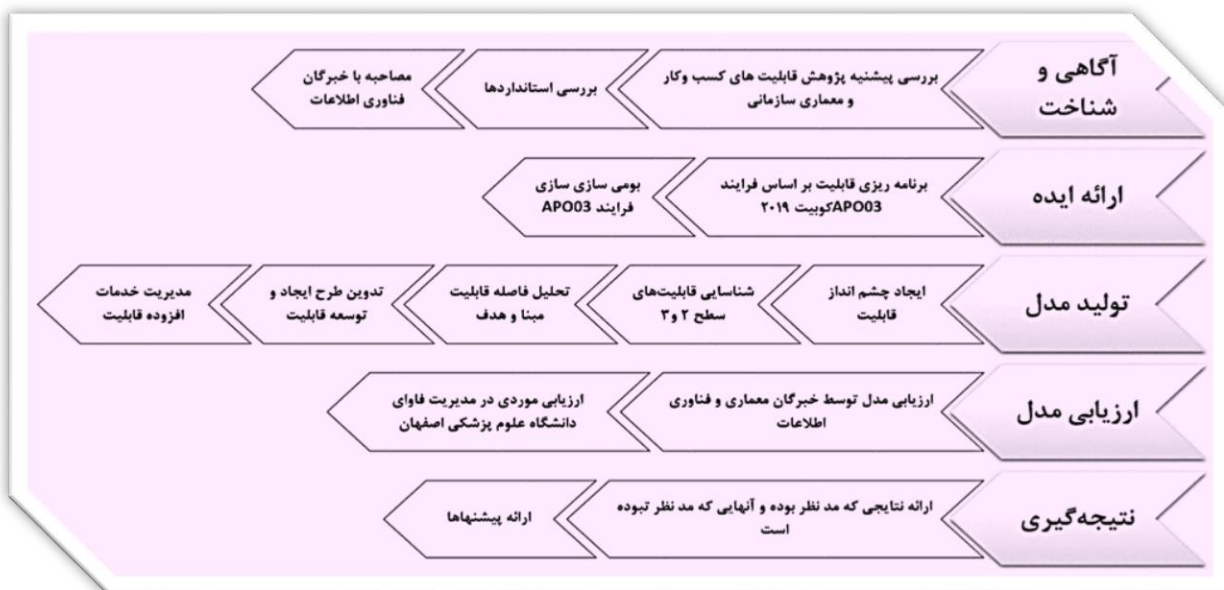 آگاهی و
شناخت
بررسی پیشنیه پژوهش قابلیت های کسب وکار
و معماری سازمانی
بررسی استانداردها
مصاحبه با خبرگان
فناوری اطلاعات
ارائه ایده
برنامه ریزی قابلیت بر اساس فرایند
APO03کوبیت ۲۰۱۹
بومی سازی سازی
فرایند APO03
تولید مدل
ایجاد چشم انداز
قابلیت
شناسایی قابلیت‌های
سطح ۲ و۳
تحلیل فاصله قابلیت
مبنا و هدف
تدوین طرح ایجاد و
توسعه قابلیت
مدیریت خدمات
افزوده قابلیت
ارزیابی مدل
ارزیابی مدل توسط خبرگان معماری و فناوری
اطلاعات
ارزیابی موردی در مدیریت فاوای
دانشگاه علوم پزشکی اصفهان
نتیجه‌گیری
ارائه نتایجی که مد نظر بوده و آنهایی که مد نظر نبوده
است
ارائه پیشنهاها